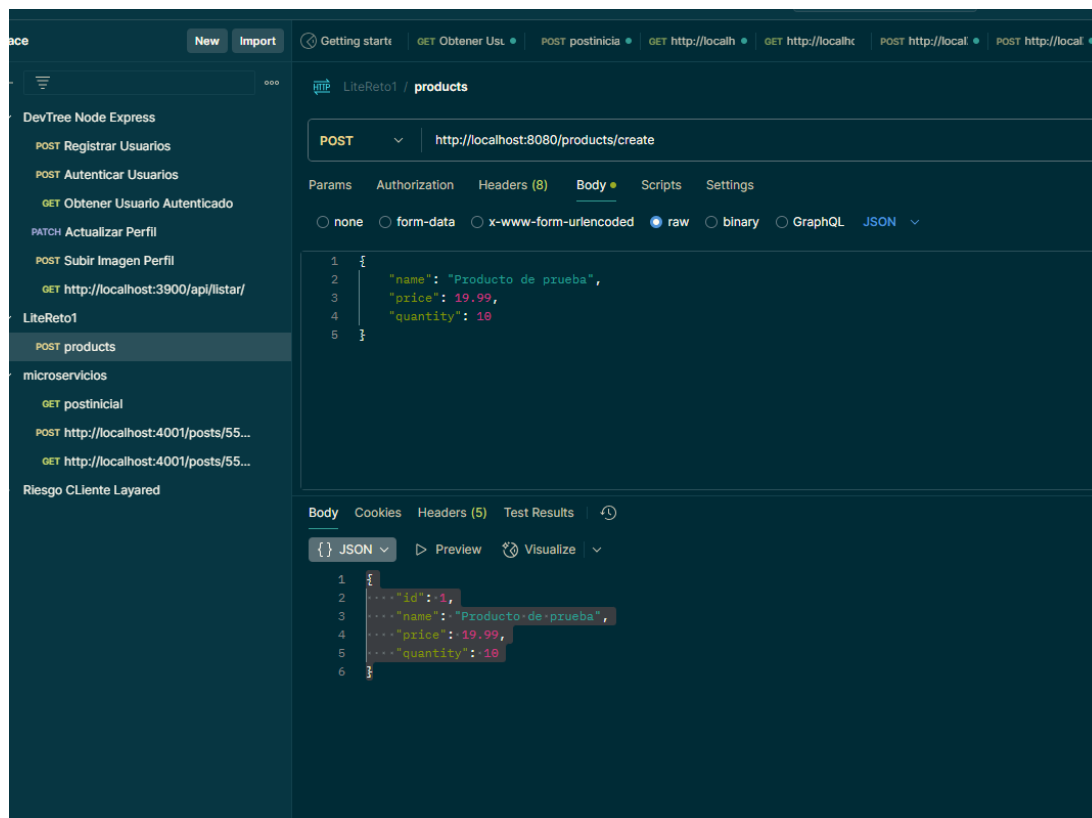 ace
New
Import
Getting starte
GET Obtener Usu
POST postinicia
GET http://localh
GET http://localhc
POST http://local:
POST http://local:
LiteReto1 / products
DevTree Node Express
POST Registrar Usuarios
POST Autenticar Usuarios
GET Obtener Usuario Autenticado
PATCH Actualizar Perfil
POST Subir Imagen Perfil
GET http://localhost:3900/api/listar/
LiteReto1
POST products
microservicios
GET postinicial
POST http://localhost:4001/posts/55...
GET http://localhost:4001/posts/55...
Riesgo CLiente Layared
HTTP
POST
http://localhost:8080/products/create
Params Authorization Headers (8) Body Scripts Settings
none form-data x-www-form-urlencoded raw binary GraphQL JSON
1 {
2 "name": "Producto de prueba",
3 "price": 19.99,
4 "quantity": 10
5 }
Body Cookies Headers (5) Test Results
{} JSON Preview Visualize
1 {
2 "id": 1,
3 "name": "Producto de prueba",
4 "price": 19.99,
5 "quantity": 10
6 }